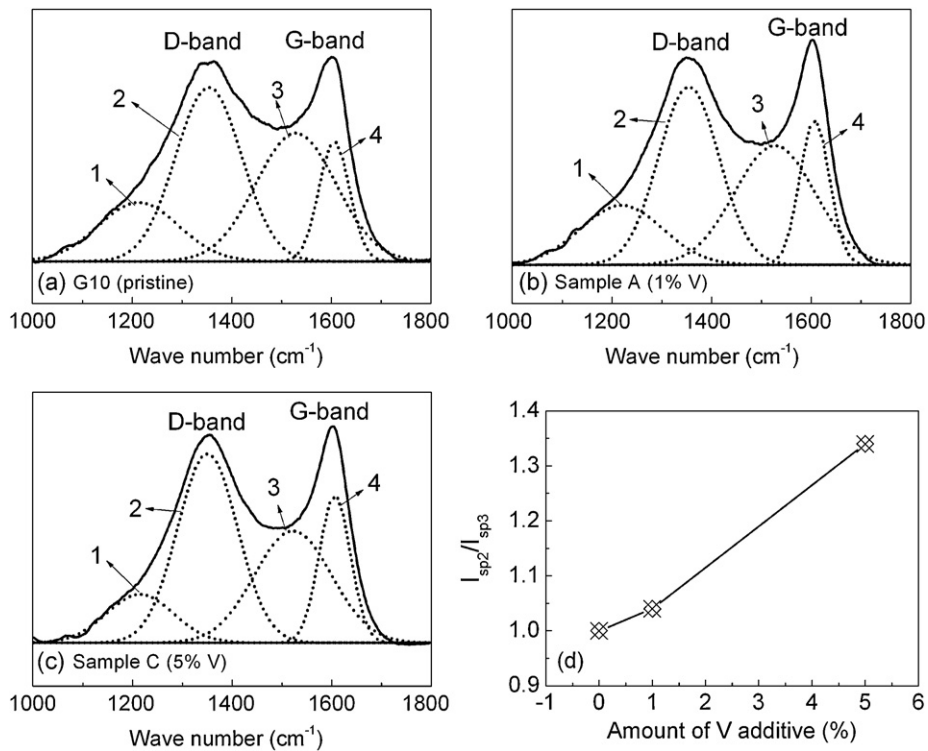 D-band
G-band
2
3
4
1
(a) G10 (pristine)
1000 1200 1400 1600 1800
Wave number (cm⁻¹)
D-band
G-band
2
3
4
1
(b) Sample A (1% V)
1000 1200 1400 1600 1800
Wave number (cm⁻¹)
D-band
G-band
2
3
4
1
(c) Sample C (5% V)
1000 1200 1400 1600 1800
Wave number (cm⁻¹)
1.4
1.3
1.2
1.1
1.0
0.9
I_sp2/I_sp3
(d)
-1 0 1 2 3 4 5 6
Amount of V additive (%)